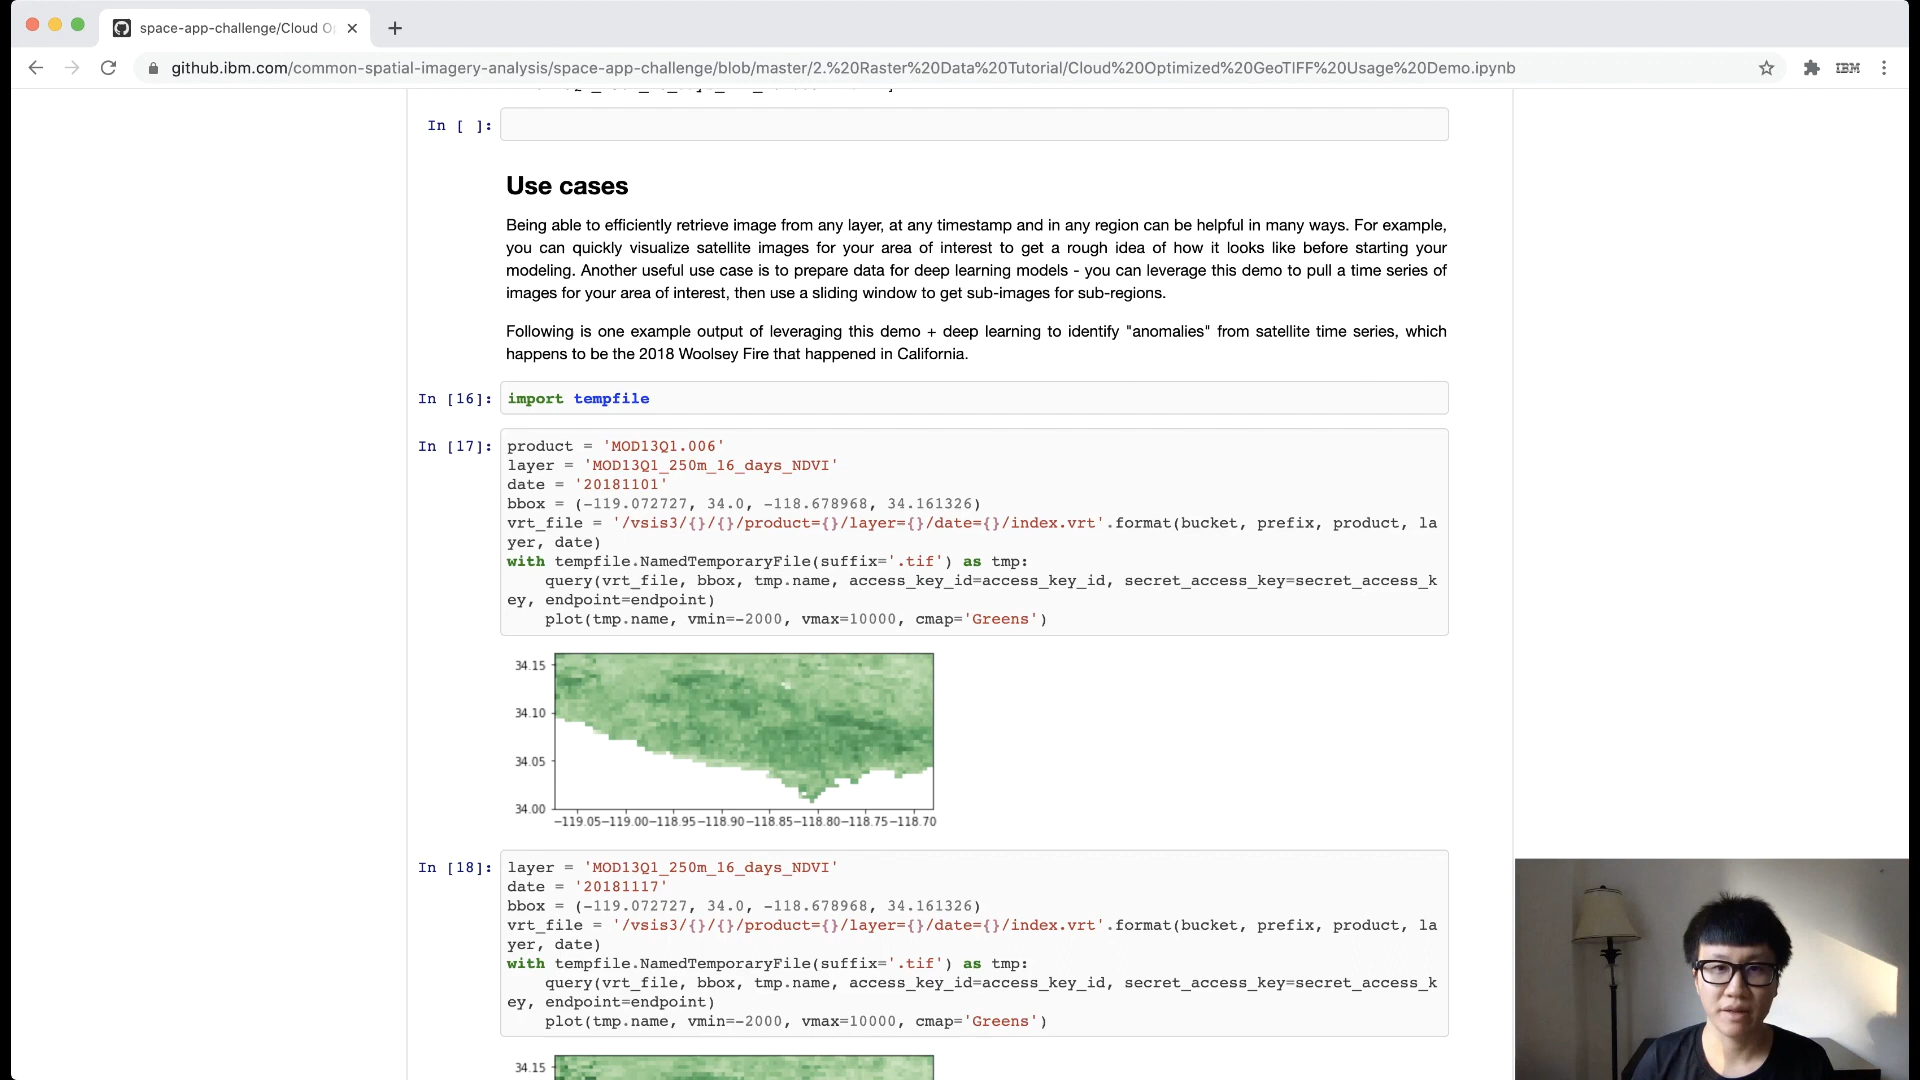 space-app-challenge/Cloud O
github.ibm.com/common-spatial-imagery-analysis/space-app-challenge/blob/master/2.%20Raster%20Data%20Tutorial/Cloud%20Optimized%20GeoTIFF%20Usage%20Demo.ipynb
IBM
In [ ]:
Use cases
Being able to efficiently retrieve image from any layer, at any timestamp and in any region can be helpful in many ways. For example,
you can quickly visualize satellite images for your area of interest to get a rough idea of how it looks like before starting your
modeling. Another useful use case is to prepare data for deep learning models - you can leverage this demo to pull a time series of
images for your area of interest, then use a sliding window to get sub-images for sub-regions.
Following is one example output of leveraging this demo + deep learning to identify "anomalies" from satellite time series, which
happens to be the 2018 Woolsey Fire that happened in California.
In [16]: import tempfile
In [17]: product = 'MOD13Q1.006'
layer = 'MOD13Q1_250m_16_days_NDVI'
date = '20181101'
bbox = (-119.072727, 34.0, -118.678968, 34.161326)
vrt_file = '/vsis3/{}/{}/product={}/layer={}/date={}/index.vrt'.format(bucket, prefix, product, la
yer, date)
with tempfile.NamedTemporaryFile(suffix='.tif') as tmp:
query(vrt_file, bbox, tmp.name, access_key_id=access_key_id, secret_access_key=secret_access_k
ey, endpoint=endpoint)
plot(tmp.name, vmin=-2000, vmax=10000, cmap='Greens')
34.15
34.10
34.05
34.00
−119.05−119.00−118.95−118.90−118.85−118.80−118.75−118.70
In [18]: layer = 'MOD13Q1_250m_16_days_NDVI'
date = '20181117'
bbox = (-119.072727, 34.0, -118.678968, 34.161326)
vrt_file = '/vsis3/{}/{}/product={}/layer={}/date={}/index.vrt'.format(bucket, prefix, product, la
yer, date)
with tempfile.NamedTemporaryFile(suffix='.tif') as tmp:
query(vrt_file, bbox, tmp.name, access_key_id=access_key_id, secret_access_key=secret_access_k
ey, endpoint=endpoint)
plot(tmp.name, vmin=-2000, vmax=10000, cmap='Greens')
34.15